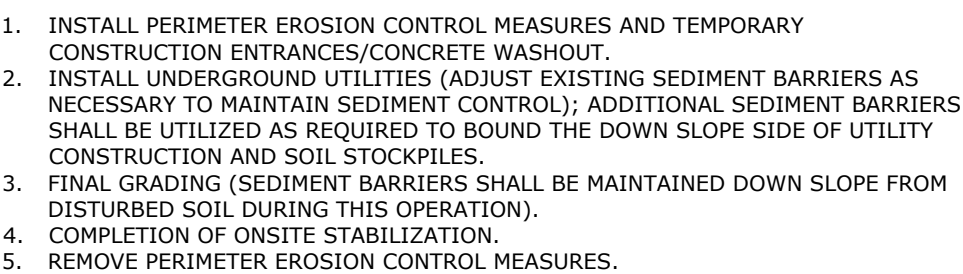 1. INSTALL PERIMETER EROSION CONTROL MEASURES AND TEMPORARY
CONSTRUCTION ENTRANCES/CONCRETE WASHOUT.
2. INSTALL UNDERGROUND UTILITIES (ADJUST EXISTING SEDIMENT BARRIERS AS
NECESSARY TO MAINTAIN SEDIMENT CONTROL); ADDITIONAL SEDIMENT BARRIERS
SHALL BE UTILIZED AS REQUIRED TO BOUND THE DOWN SLOPE SIDE OF UTILITY
CONSTRUCTION AND SOIL STOCKPILES.
3. FINAL GRADING (SEDIMENT BARRIERS SHALL BE MAINTAINED DOWN SLOPE FROM
DISTURBED SOIL DURING THIS OPERATION).
4. COMPLETION OF ONSITE STABILIZATION.
5. REMOVE PERIMETER EROSION CONTROL MEASURES.